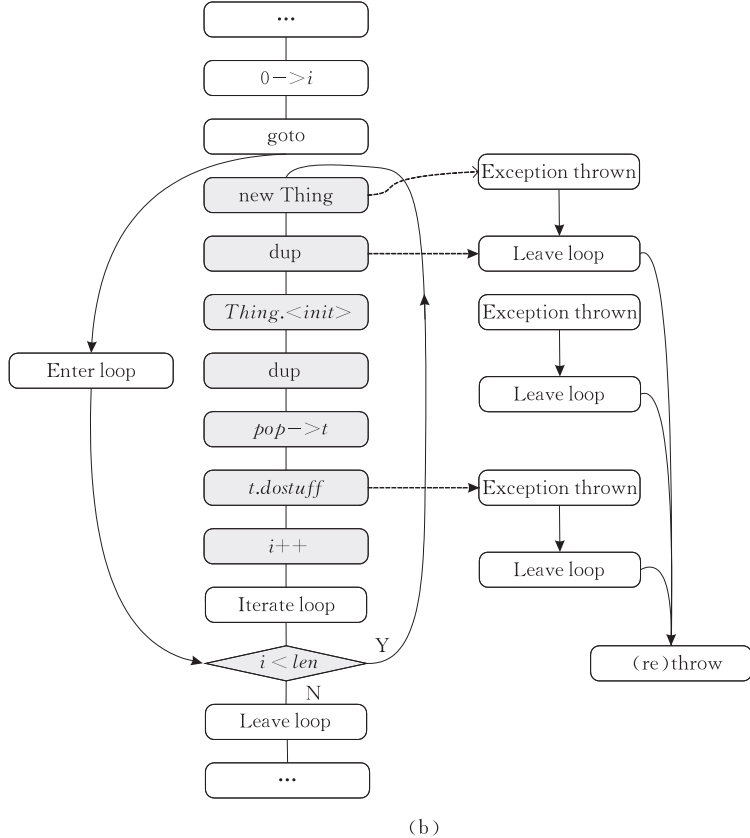 ...
0->i
goto
new Thing
dup
Thing.<init>
dup
pop->t
t.dostuff
i++
Iterate loop
i<len
Y
N
Leave loop
...
Enter loop
Exception thrown
Leave loop
Exception thrown
Leave loop
Exception thrown
Leave loop
(re)throw
(b)